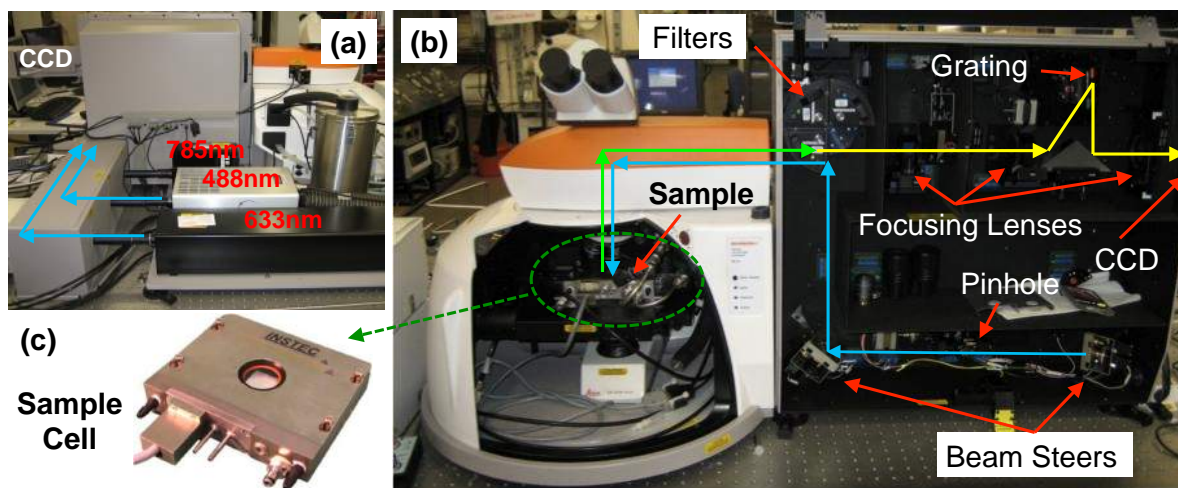 (a)
CCD
785nm
488nm
633nm
(b)
Filters
Grating
Sample
Focusing Lenses
CCD
Pinhole
Beam Steers
(c)
INSTEC
Sample
Cell